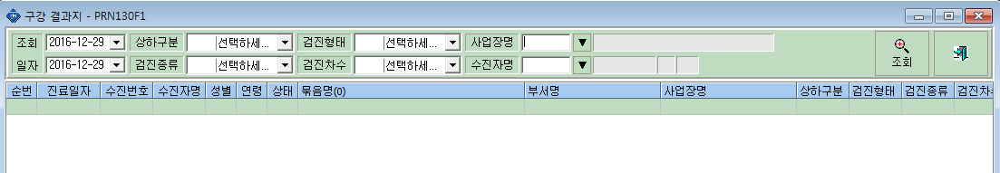 구강 결과지 - PRN130F1
조회 2016-12-29 상하구분 선택하세... 검진형태 선택하세... 사업장명
일자 2016-12-29 검진종류 선택하세... 검진차수 선택하세... 수진자명
조회
순번 진료일자 수진번호 수진자명 성별 연령 상태 묶음명(0) 부서명 사업장명 상하구분 검진형태 검진종류 검진차